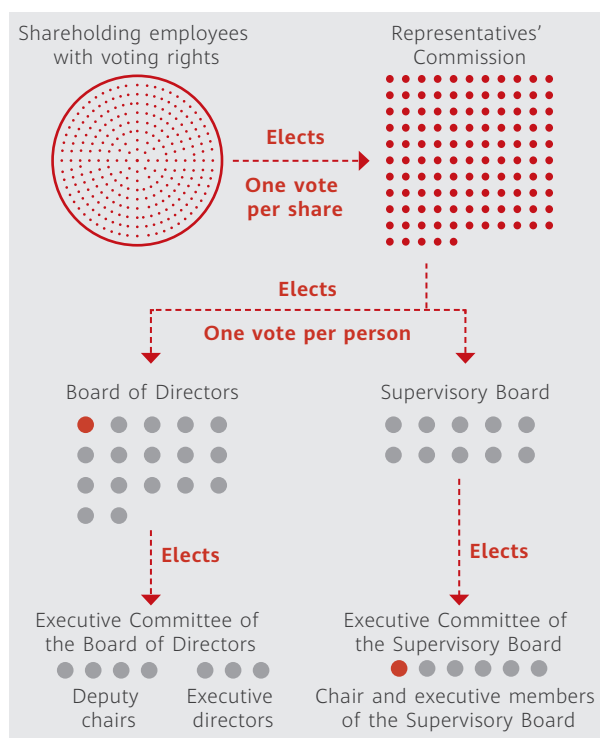 Shareholding employees
with voting rights
Representatives’
Commission
Elects
One vote
per share
Elects
One vote per person
Board of Directors
Supervisory Board
Elects
Elects
Executive Committee of
the Board of Directors
Deputy
chairs
Executive
directors
Executive Committee of
the Supervisory Board
Chair and executive members
of the Supervisory Board